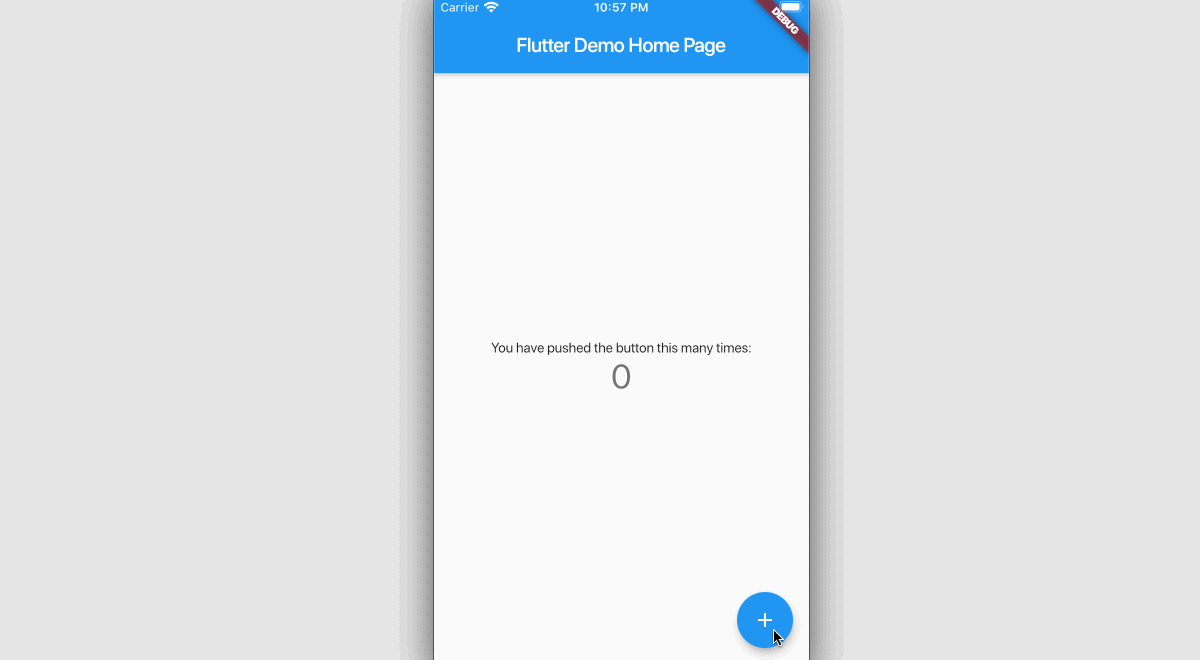 Carrier 10:57 PM
DEBUG
Flutter Demo Home Page
You have pushed the button this many times:
0